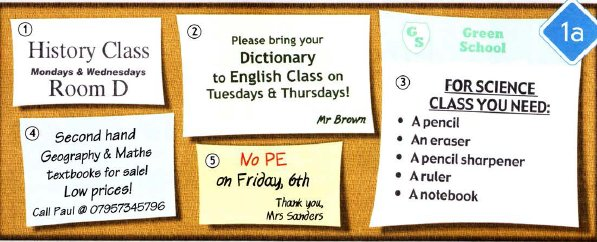 1
History Class
Mondays & Wednesdays
Room D
2
Please bring your
Dictionary
to English Class on
Tuesdays & Thursdays!
Mr Brown
GS
Green
School
1a
3
FOR SCIENCE
CLASS YOU NEED:
• A pencil
• An eraser
• A pencil sharpener
• A ruler
• A notebook
4
Second hand
Geography & Maths
textbooks for sale!
Low prices!
Call Paul @ 07957345796
5
No PE
on Friday, 6th
Thank you,
Mrs Sanders